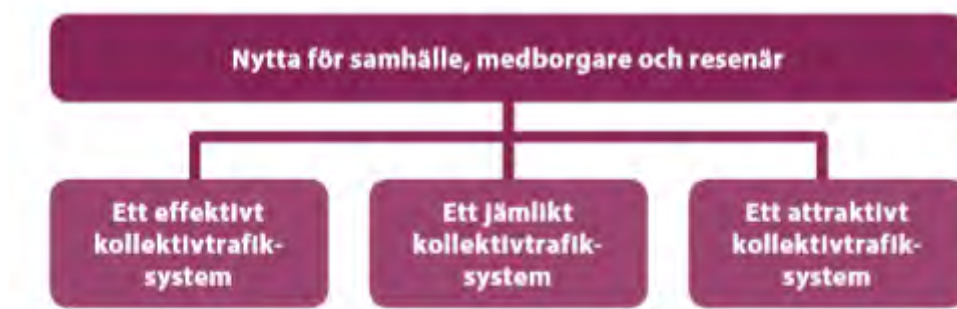 Nytta för samhälle, medborgare och resenär
Ett effektivt
kollektivtrafik-
system
Ett jämlikt
kollektivtrafik-
system
Ett attraktivt
kollektivtrafik-
system